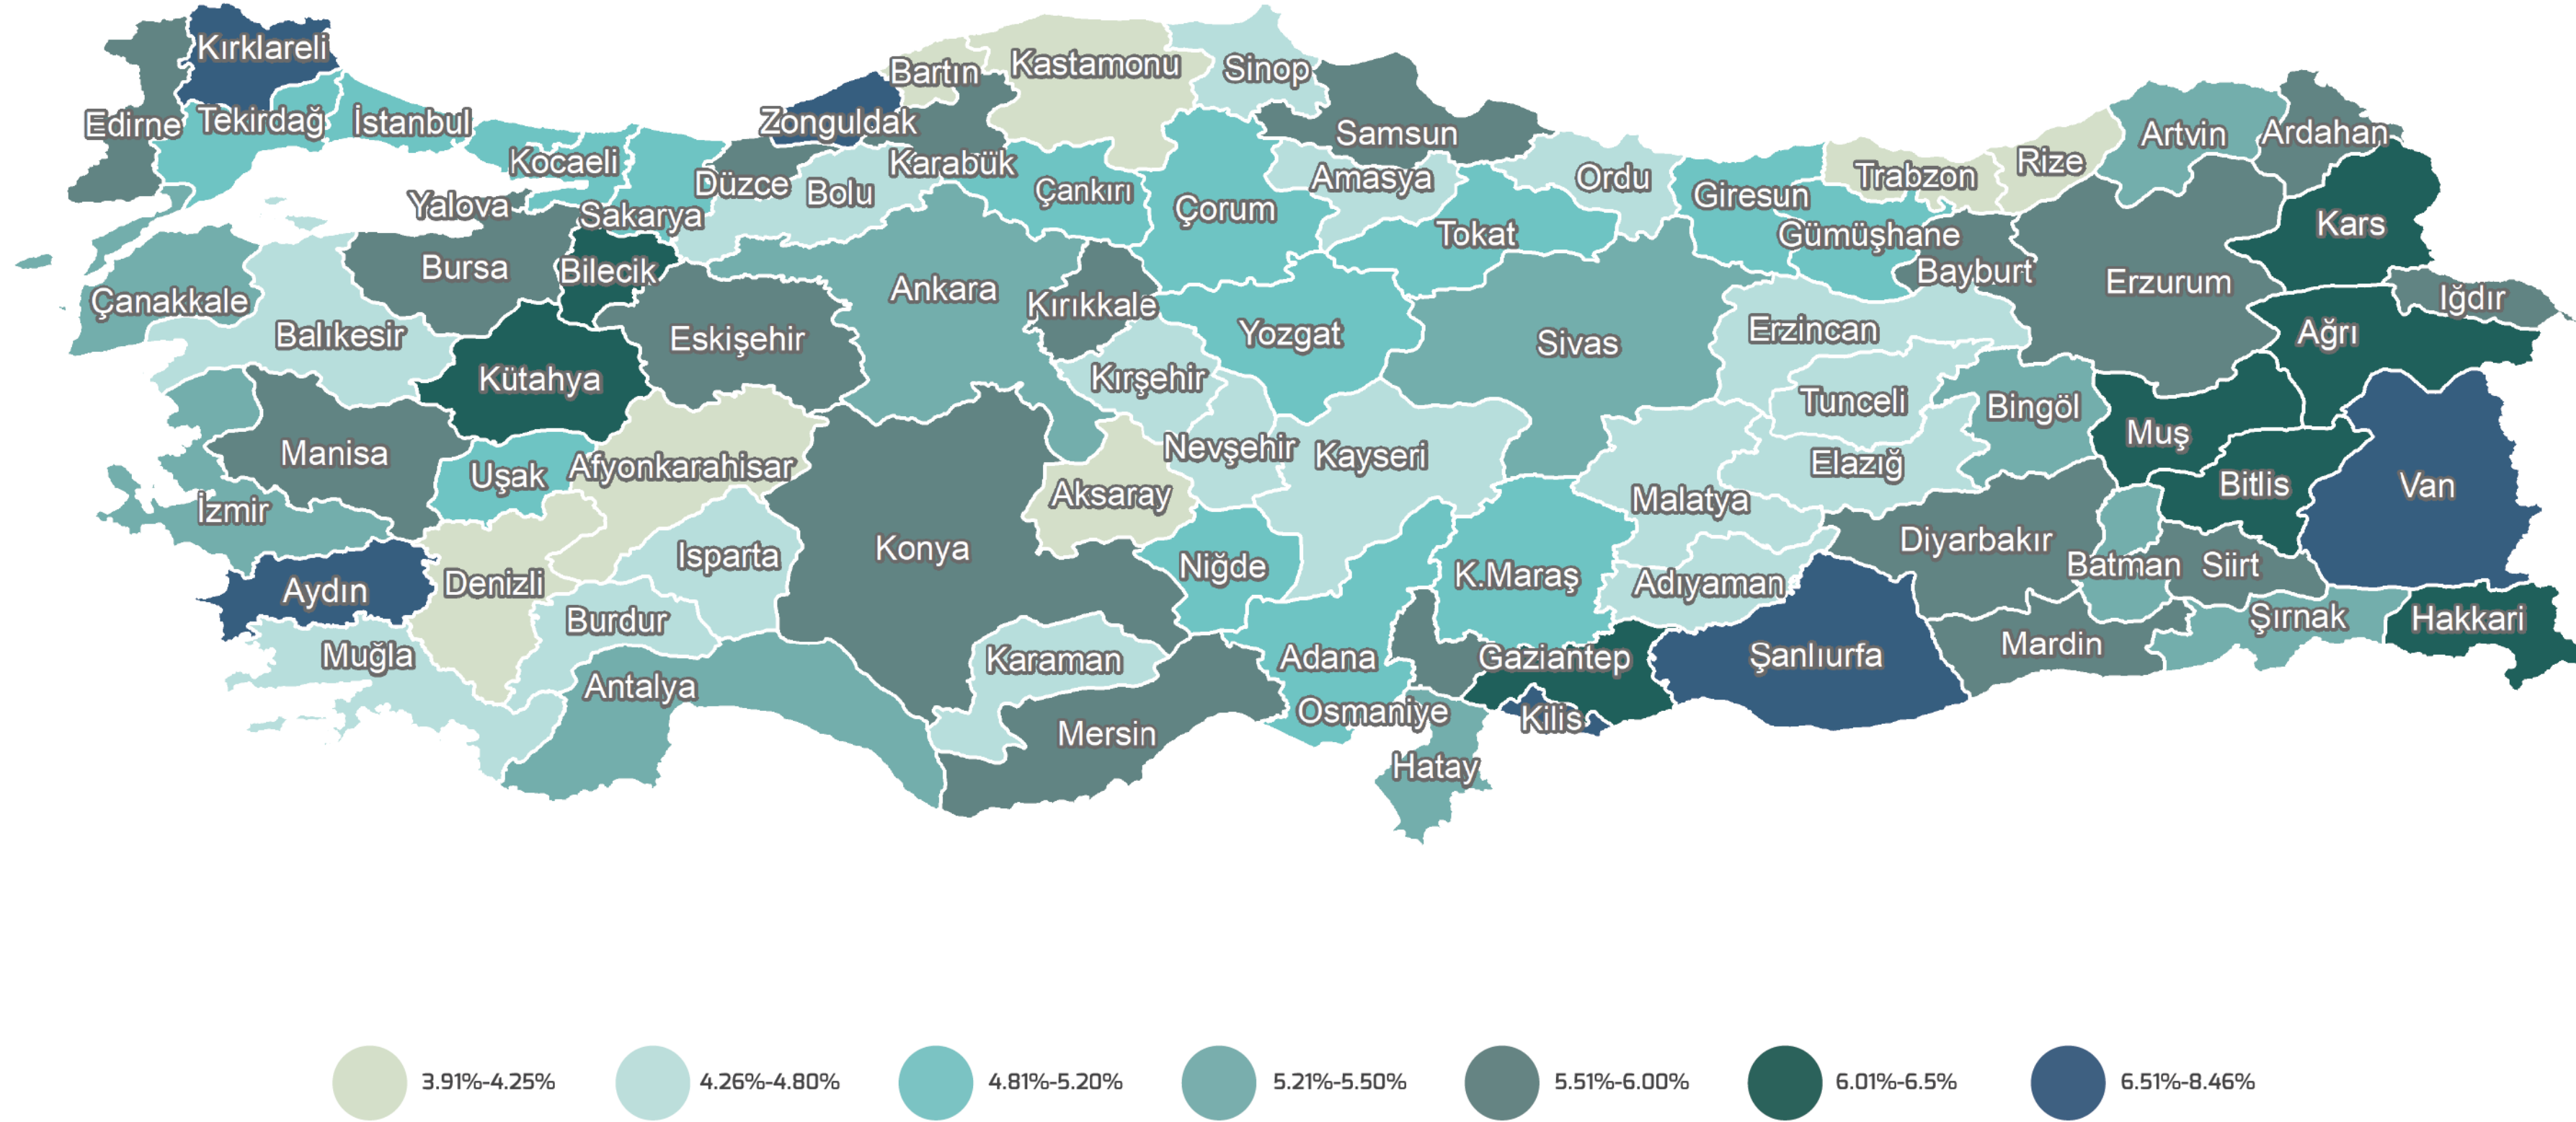 Kırklareli
Edirne
Tekirdağ
İstanbul
Kocaeli
Yalova
Sakarya
Düzce
Bolu
Zonguldak
Bartın
Karabük
Kastamonu
Çankırı
Sinop
Samsun
Çorum
Amasya
Tokat
Ordu
Giresun
Trabzon
Gümüşhane
Rize
Bayburt
Artvin
Ardahan
Kars
Erzurum
Iğdır
Ağrı
Çanakkale
Balıkesir
Bursa
Bilecik
Kütahya
Eskişehir
Ankara
Kırıkkale
Kırşehir
Yozgat
Sivas
Erzincan
Tunceli
Bingöl
Muş
Bitlis
Van
Manisa
İzmir
Uşak
Afyonkarahisar
Aksaray
Nevşehir
Kayseri
Malatya
Elazığ
Diyarbakır
Batman
Siirt
Şırnak
Hakkari
Aydın
Denizli
Muğla
Burdur
Isparta
Antalya
Konya
Karaman
Mersin
Niğde
Adana
Osmaniye
Hatay
K.Maraş
Gaziantep
Kilis
Adıyaman
Şanlıurfa
Mardin
3.91%-4.25%
4.26%-4.80%
4.81%-5.20%
5.21%-5.50%
5.51%-6.00%
6.01%-6.5%
6.51%-8.46%